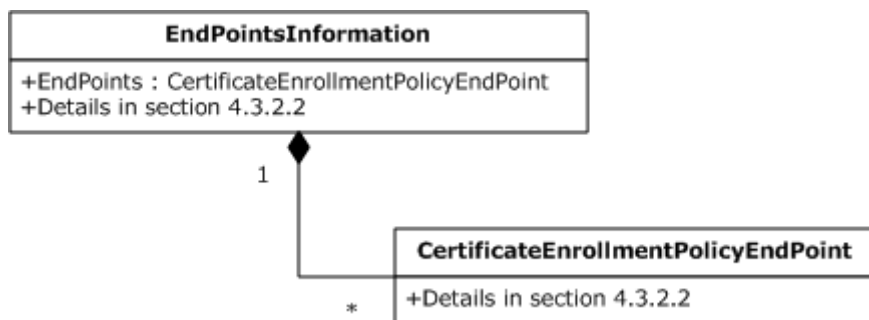 EndPointsInformation
+EndPoints : CertificateEnrollmentPolicyEndPoint
+Details in section 4.3.2.2
1
CertificateEnrollmentPolicyEndPoint
+Details in section 4.3.2.2
*